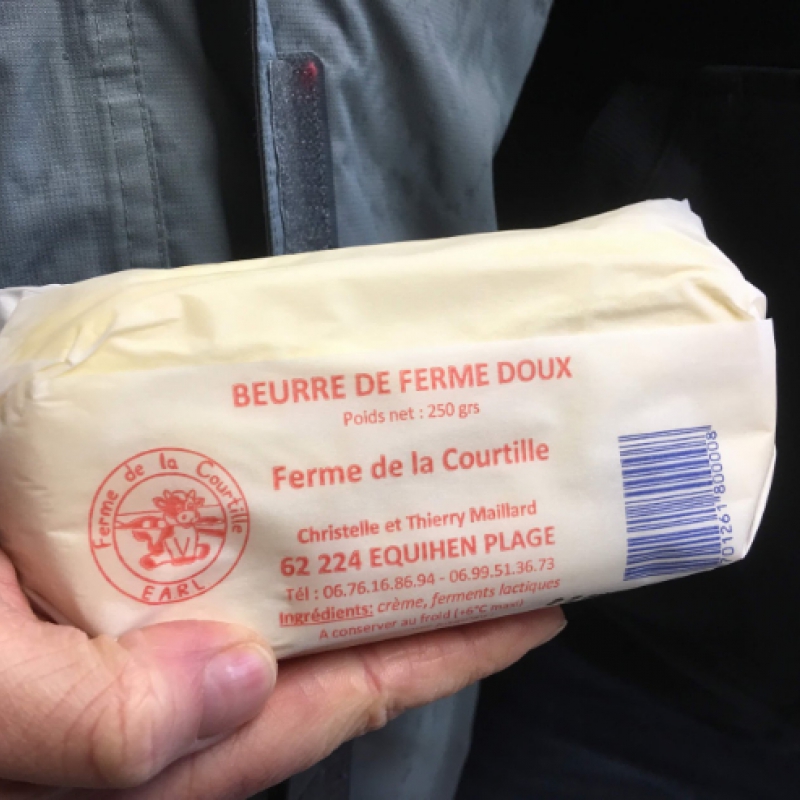 BEURRE DE FERME DOUX
Poids net : 250 grs
Ferme de la Courtille
Christelle et Thierry Maillard
62 224 EQUIHEN PLAGE
Tél : 06.76.16.86.94 - 06.99.51.36.73
Ingrédients: crème, ferments lactiques
A conserver au froid (+6°C maxi)
Ferme de la Courtille
EARL
701261 800008